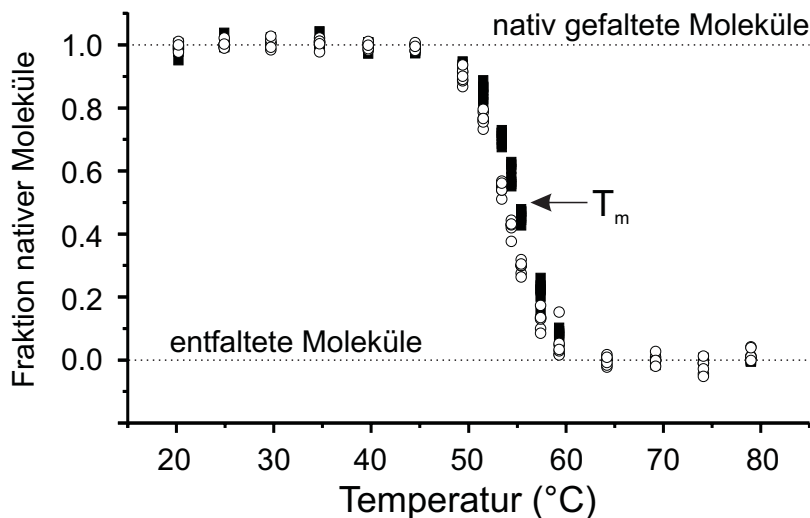 nativ gefaltete Moleküle
Fraktion nativer Moleküle
1.0
0.8
0.6
0.4
0.2
0.0
Tm
entfaltete Moleküle
20 30 40 50 60 70 80
Temperatur (°C)